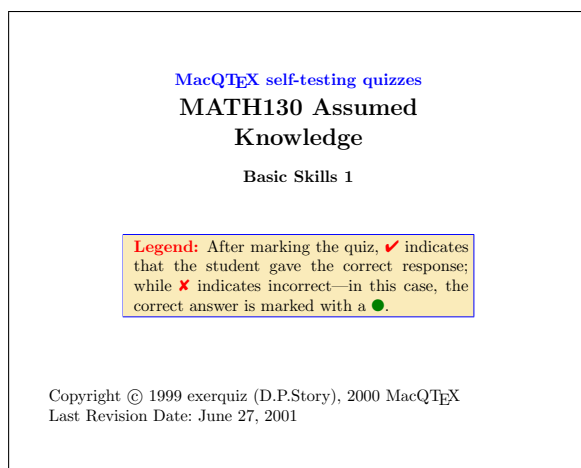 MacQTEX self-testing quizzes
MATH130 Assumed
Knowledge
Basic Skills 1
Legend: After marking the quiz, ✔ indicates
that the student gave the correct response;
while ✘ indicates incorrect—in this case, the
correct answer is marked with a ●.
Copyright © 1999 exerquiz (D.P.Story), 2000 MacQTEX
Last Revision Date: June 27, 2001